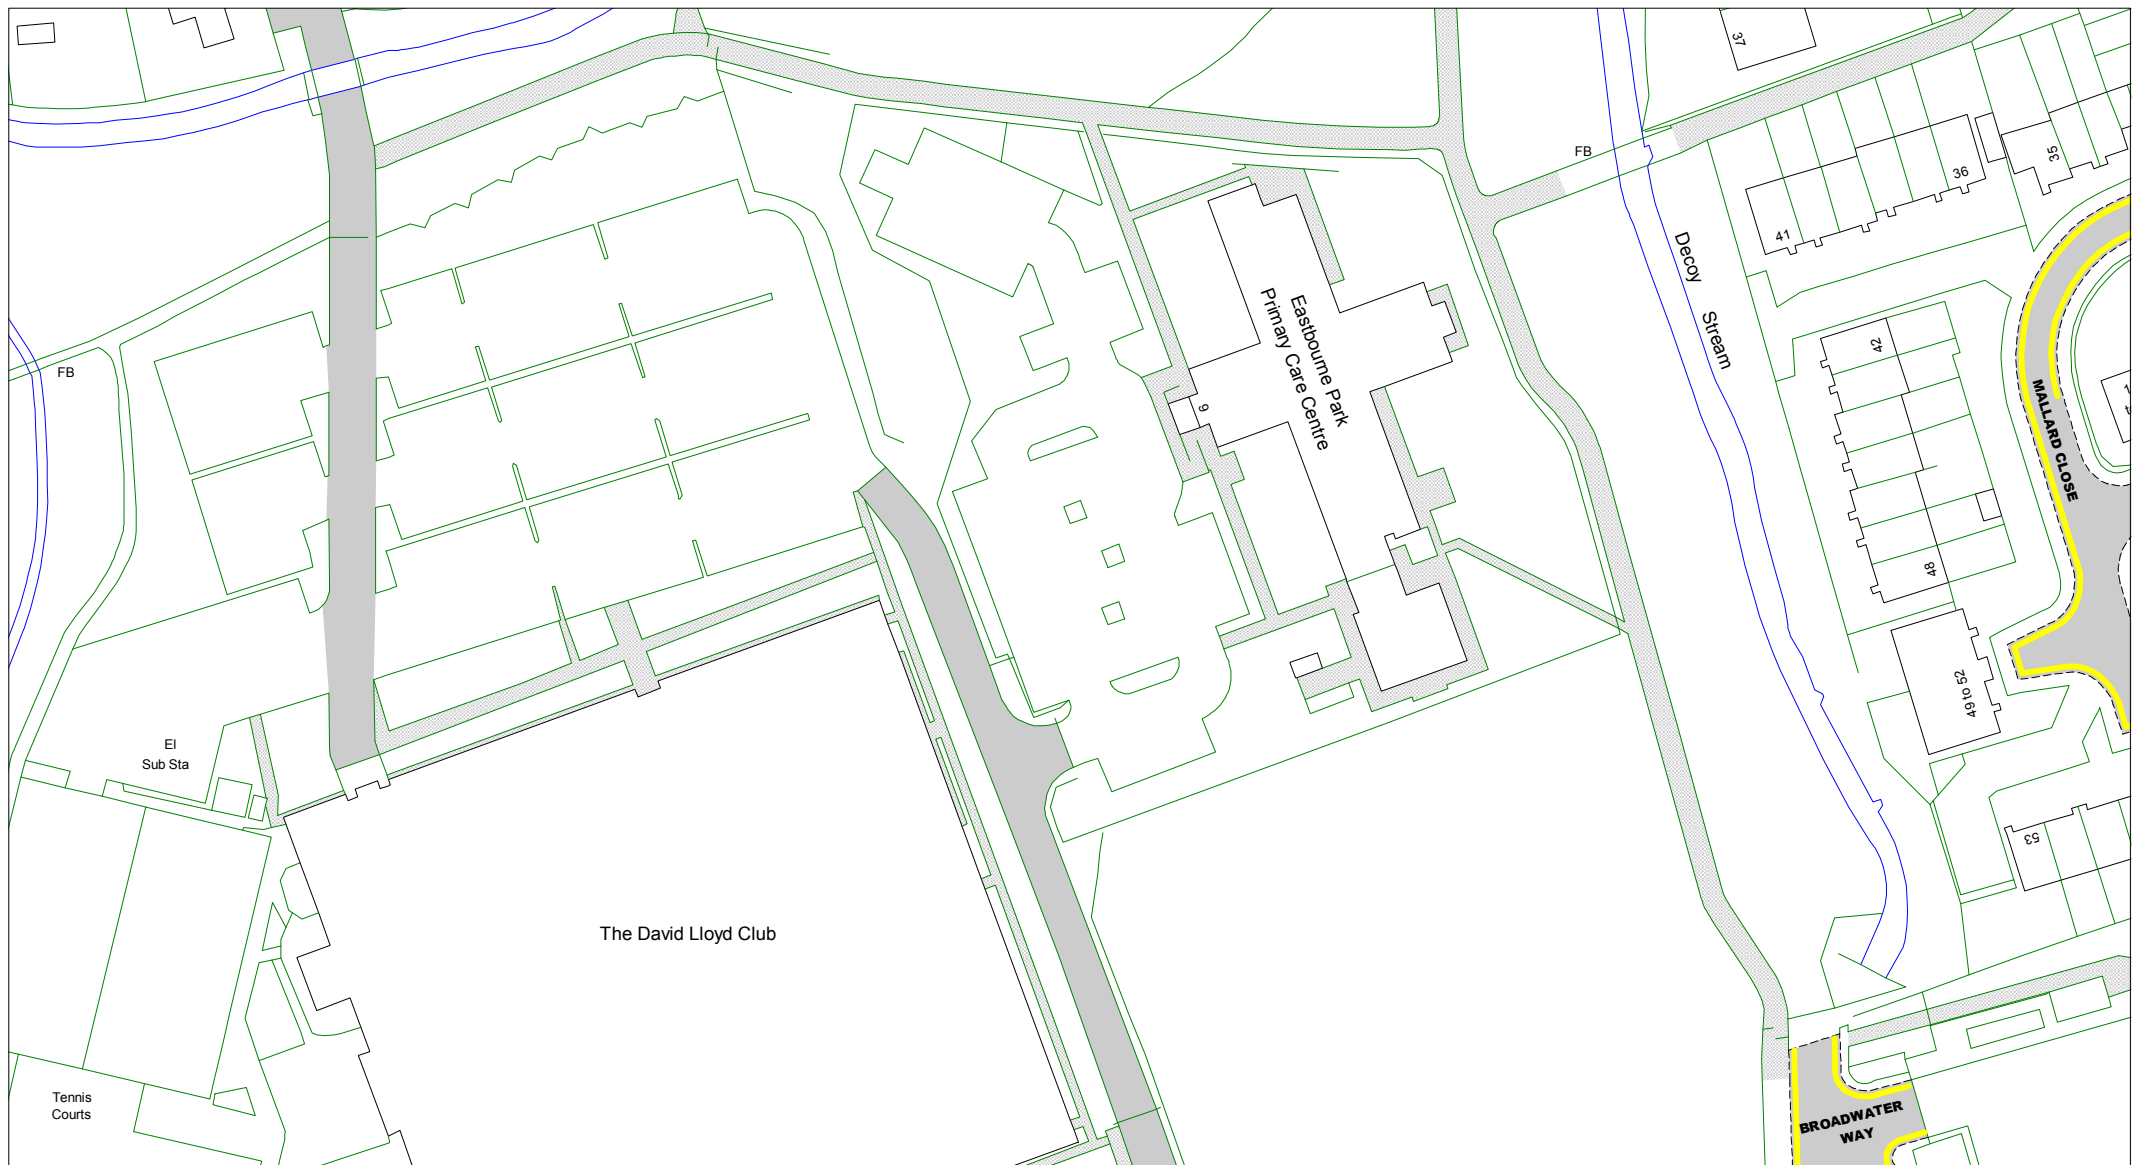 37
FB
35
36
41
Decoy
Stream
Eastbourne Park
Primary Care Centre
9
FB
42
MALLARD CLOSE
48
49 to 52
El
Sub Sta
53
The David Lloyd Club
Tennis
Courts
BROADWATER
WAY